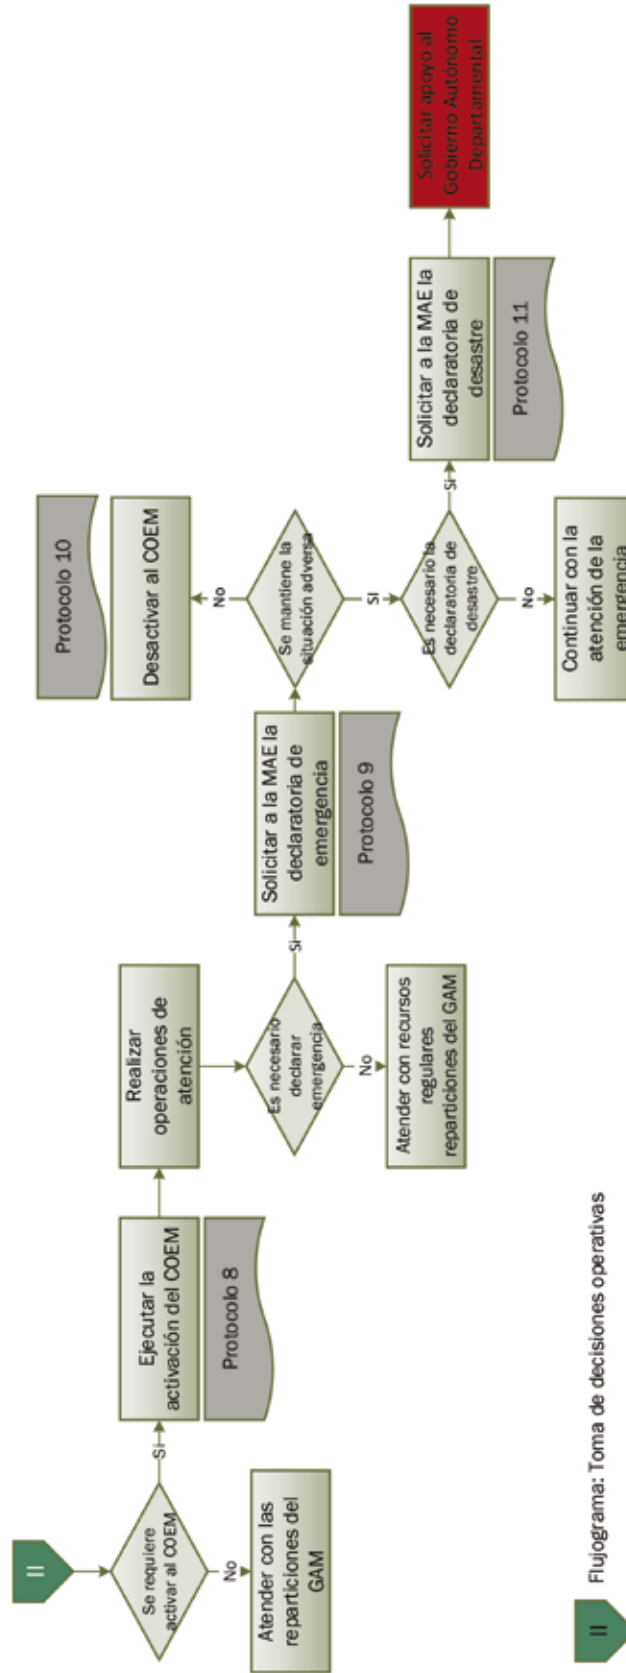 II
Se requiere
activar al COEM
No
Atender con las
reparticiones del
GAM
Si
Ejecutar la
activación del COEM
Protocolo 8
Realizar
operaciones de
atención
Es necesario
declarar
emergencia
No
Atender con recursos
regulares
reparticiones del GAM
Si
Solicitar a la MAE la
declaratoria de
emergencia
Protocolo 9
Se mantiene la
situación adversa
No
Desactivar al COEM
Protocolo 10
SI
Es necesario la
declaratoria de
desastre
No
Continuar con la
atención de la
emergencia
Si
Solicitar a la MAE la
declaratoria de
desastre
Protocolo 11
Solicitar apoyo al
Gobierno Autónomo
Departamental
II
Flujograma: Toma de decisiones operativas